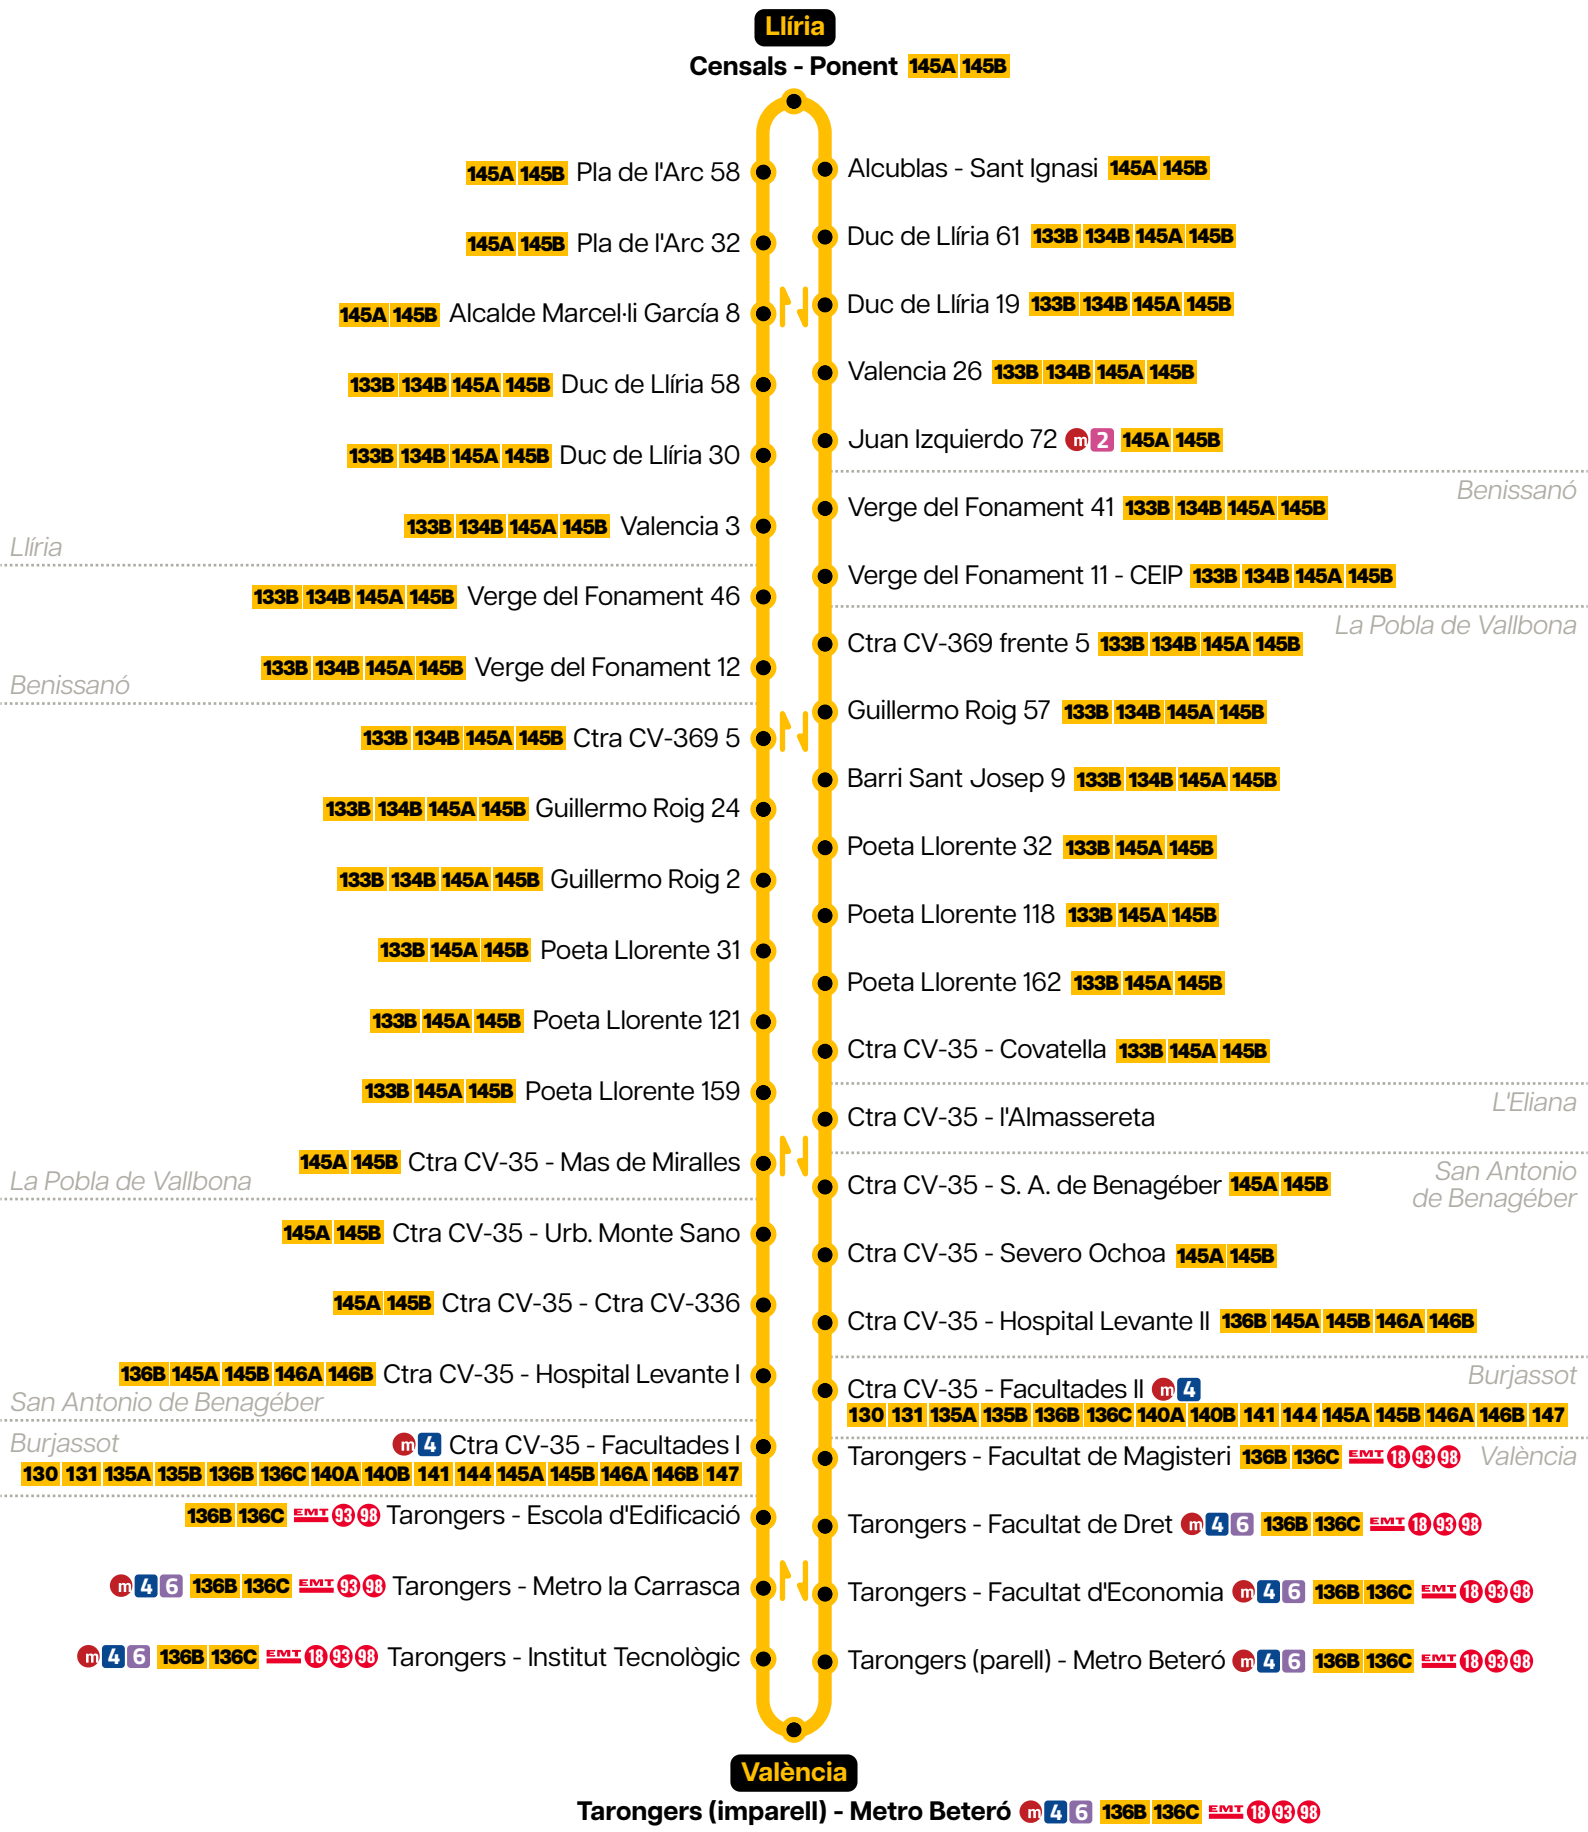 Llíria
Censals - Ponent 145A 145B
145A 145B Pla de l'Arc 58
145A 145B Pla de l'Arc 32
145A 145B Alcalde Marcel·li García 8
133B 134B 145A 145B Duc de Llíria 58
133B 134B 145A 145B Duc de Llíria 30
133B 134B 145A 145B Valencia 3
Llíria
133B 134B 145A 145B Verge del Fonament 46
133B 134B 145A 145B Verge del Fonament 12
Benissanó
133B 134B 145A 145B Ctra CV-369 5
133B 134B 145A 145B Guillermo Roig 24
133B 134B 145A 145B Guillermo Roig 2
133B 145A 145B Poeta Llorente 31
133B 145A 145B Poeta Llorente 121
133B 145A 145B Poeta Llorente 159
145A 145B Ctra CV-35 - Mas de Miralles
La Pobla de Vallbona
145A 145B Ctra CV-35 - Urb. Monte Sano
145A 145B Ctra CV-35 - Ctra CV-336
136B 145A 145B 146A 146B Ctra CV-35 - Hospital Levante I
San Antonio de Benagéber
Burjassot
m 4 Ctra CV-35 - Facultades I
130 131 135A 135B 136B 136C 140A 140B 141 144 145A 145B 146A 146B 147
136B 136C EMT 93 98 Tarongers - Escola d'Edificació
m 4 6 136B 136C EMT 93 98 Tarongers - Metro la Carrasca
m 4 6 136B 136C EMT 18 93 98 Tarongers - Institut Tecnològic
Alcublas - Sant Ignasi 145A 145B
Duc de Llíria 61 133B 134B 145A 145B
Duc de Llíria 19 133B 134B 145A 145B
Valencia 26 133B 134B 145A 145B
Juan Izquierdo 72 m 2 145A 145B
Benissanó
Verge del Fonament 41 133B 134B 145A 145B
Verge del Fonament 11 - CEIP 133B 134B 145A 145B
La Pobla de Vallbona
Ctra CV-369 frente 5 133B 134B 145A 145B
Guillermo Roig 57 133B 134B 145A 145B
Barri Sant Josep 9 133B 134B 145A 145B
Poeta Llorente 32 133B 145A 145B
Poeta Llorente 118 133B 145A 145B
Poeta Llorente 162 133B 145A 145B
Ctra CV-35 - Covatella 133B 145A 145B
L'Eliana
Ctra CV-35 - l'Almassereta
San Antonio
de Benagéber
Ctra CV-35 - S. A. de Benagéber 145A 145B
Ctra CV-35 - Severo Ochoa 145A 145B
Ctra CV-35 - Hospital Levante II 136B 145A 145B 146A 146B
Burjassot
Ctra CV-35 - Facultades II m 4
130 131 135A 135B 136B 136C 140A 140B 141 144 145A 145B 146A 146B 147
Tarongers - Facultat de Magisteri 136B 136C EMT 18 93 98 València
Tarongers - Facultat de Dret m 4 6 136B 136C EMT 18 93 98
Tarongers - Facultat d'Economia m 4 6 136B 136C EMT 18 93 98
Tarongers (parell) - Metro Beteró m 4 6 136B 136C EMT 18 93 98
València
Tarongers (imparell) - Metro Beteró m 4 6 136B 136C EMT 18 93 98